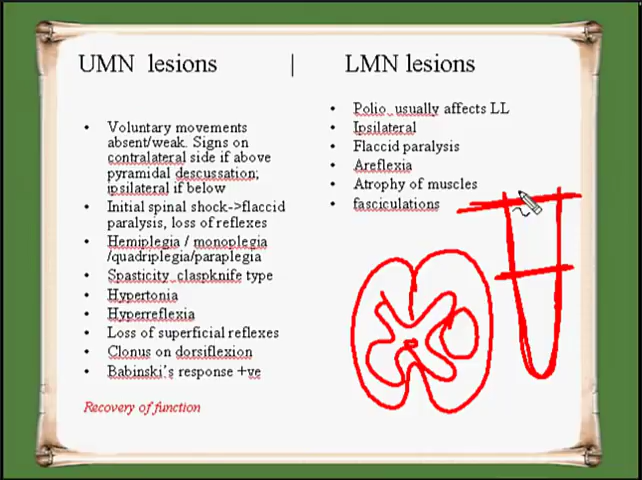 UMN lesions | LMN lesions
Voluntary movements
absent/weak. Signs on
contralateral side if above
pyramidal descussation;
ipsilateral if below
Initial spinal shock->flaccid
paralysis, loss of reflexes
Hemiplegia / monoplegia
/quadriplegia/paraplegia
Spasticity claspknife type
Hypertonia
Hyperreflexia
Loss of superficial reflexes
Clonus on dorsiflexion
Babinski's response +ve
Recovery of function
Polio usually affects LL
Ipsilateral
Flaccid paralysis
Areflexia
Atrophy of muscles
fasciculations